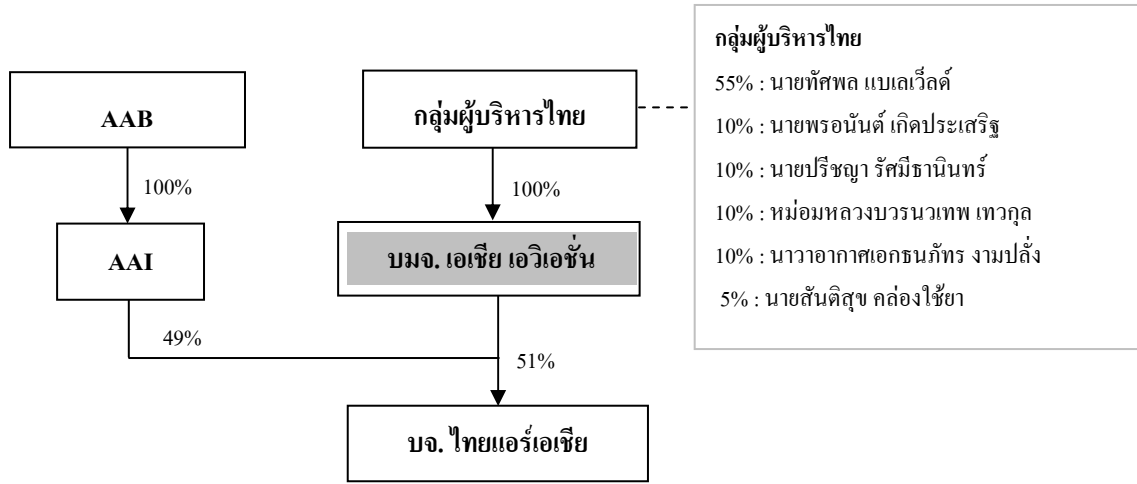 กลุ่มผู้บริหารไทย
55% : นายทัศพล แบเลเว็ลด์
10% : นายพรอนันต์ เกิดประเสริฐ
10% : นายปรีชญา รัศมีธานินทร์
10% : หม่อมหลวงบวรนวเทพ เทวกุล
10% : นาวาอากาศเอกธนภัทร งามปลั่ง
5% : นายสันติสุข คล่องใช้ยา
AAB
กลุ่มผู้บริหารไทย
100%
100%
AAI
บมจ. เอเชีย เอวิเอชั่น
49%
51%
บจ. ไทยแอร์เอเชีย